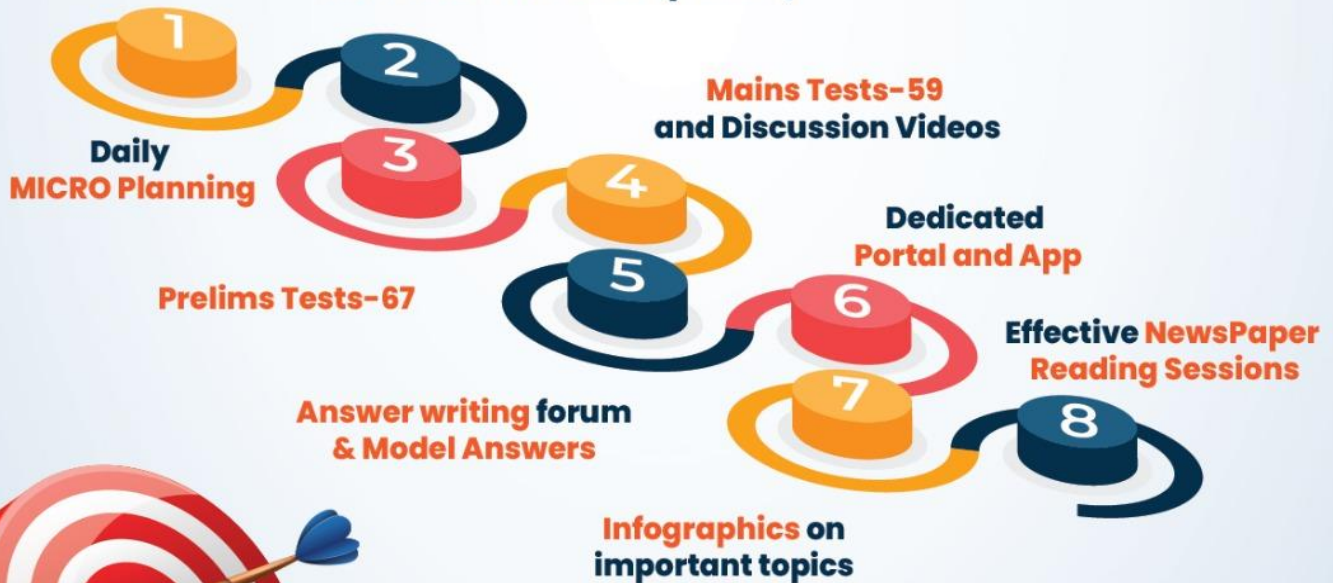 1
Daily
MICRO Planning
2
3
Prelims Tests-67
4
Mains Tests-59
and Discussion Videos
5
Answer writing forum
& Model Answers
6
Dedicated
Portal and App
7
Infographics on
important topics
8
Effective NewsPaper
Reading Sessions